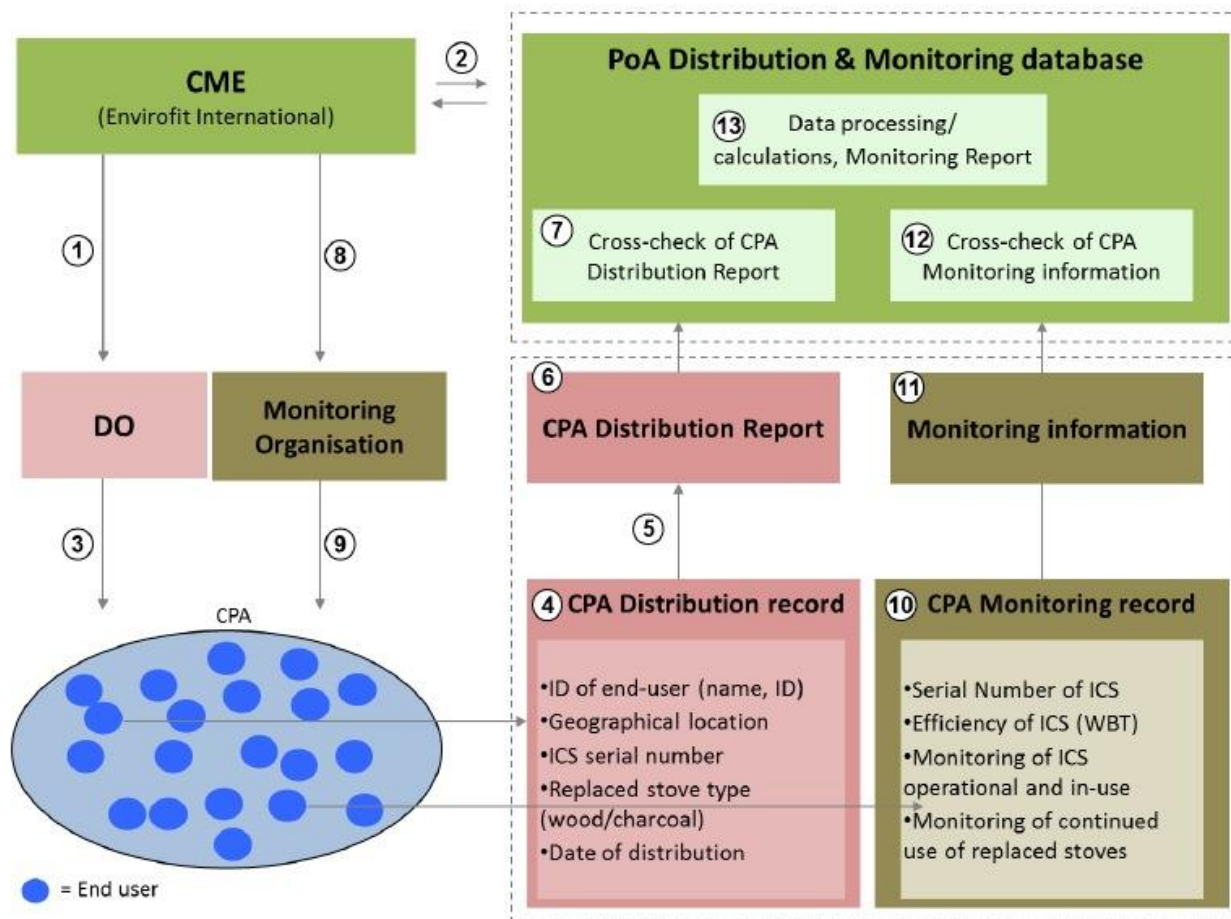 CME
(Envirofit International)
2
PoA Distribution & Monitoring database
13 Data processing/
calculations, Monitoring Report
7 Cross-check of CPA
Distribution Report
12 Cross-check of CPA
Monitoring information
1
8
DO
Monitoring
Organisation
6
CPA Distribution Report
11
Monitoring information
3
9
5
CPA
4 CPA Distribution record
•ID of end-user (name, ID)
•Geographical location
•ICS serial number
•Replaced stove type
(wood/charcoal)
•Date of distribution
10 CPA Monitoring record
•Serial Number of ICS
•Efficiency of ICS (WBT)
•Monitoring of ICS
operational and in-use
•Monitoring of continued
use of replaced stoves
= End user